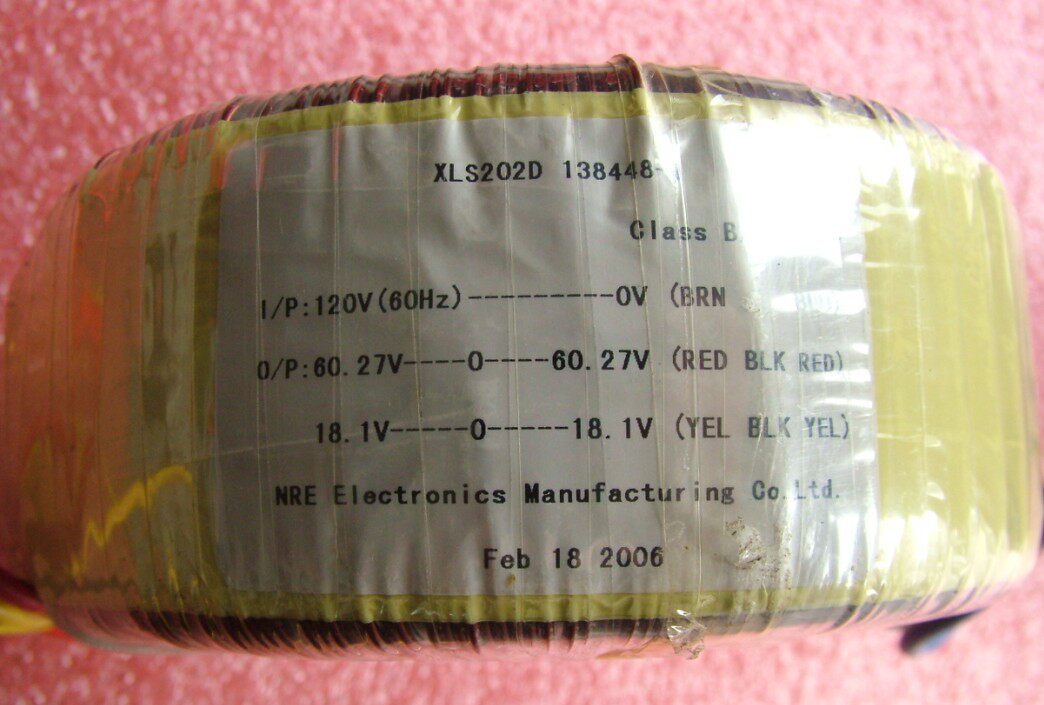 XLS202D 138448-
Class B
I/P:120V(60Hz)----------0V (BRN
O/P:60.27V----0----60.27V (RED BLK RED)
18.1V-----0-----18.1V (YEL BLK YEL)
NRE Electronics Manufacturing Co.Ltd.
Feb 18 2006